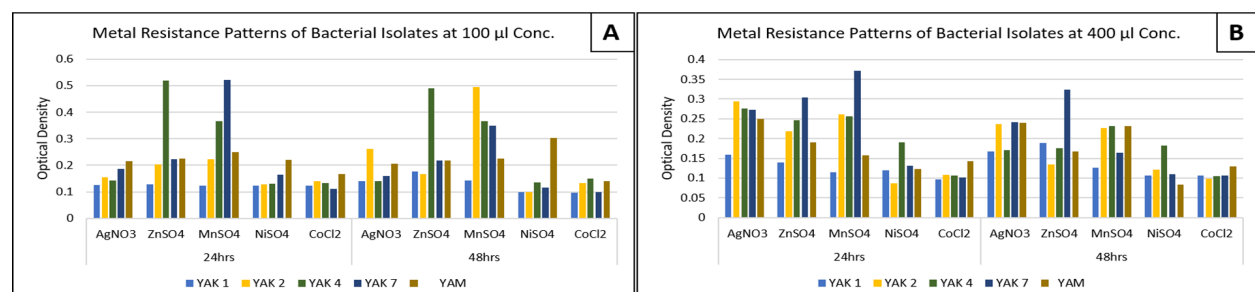 Metal Resistance Patterns of Bacterial Isolates at 100 µl Conc.
A
Optical Density
0.6
0.5
0.4
0.3
0.2
0.1
0
AgNO3 ZnSO4 MnSO4 NiSO4 CoCl2 AgNO3 ZnSO4 MnSO4 NiSO4 CoCl2
24hrs 48hrs
YAK 1 YAK 2 YAK 4 YAK 7 YAM
Metal Resistance Patterns of Bacterial Isolates at 400 µl Conc.
B
Optical Density
0.4
0.35
0.3
0.25
0.2
0.15
0.1
0.05
0
AgNO3 ZnSO4 MnSO4 NiSO4 CoCl2 AgNO3 ZnSO4 MnSO4 NiSO4 CoCl2
24hrs 48hrs
YAK 1 YAK 2 YAK 4 YAK 7 YAM